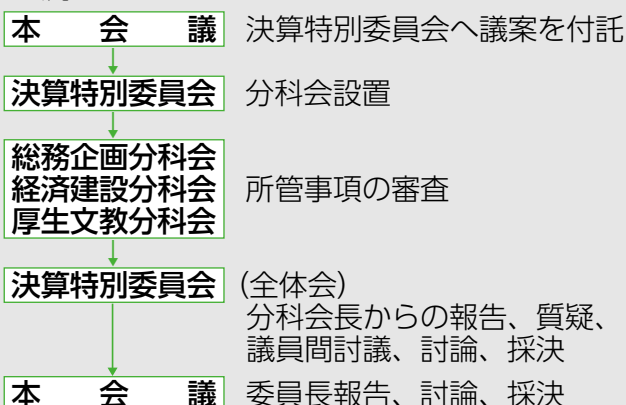 本会議 決算特別委員会へ議案を付託
決算特別委員会 分科会設置
総務企画分科会
経済建設分科会 所管事項の審査
厚生文教分科会
決算特別委員会 (全体会)
分科会長からの報告、質疑、
議員間討議、討論、採決
本会議 委員長報告、討論、採決